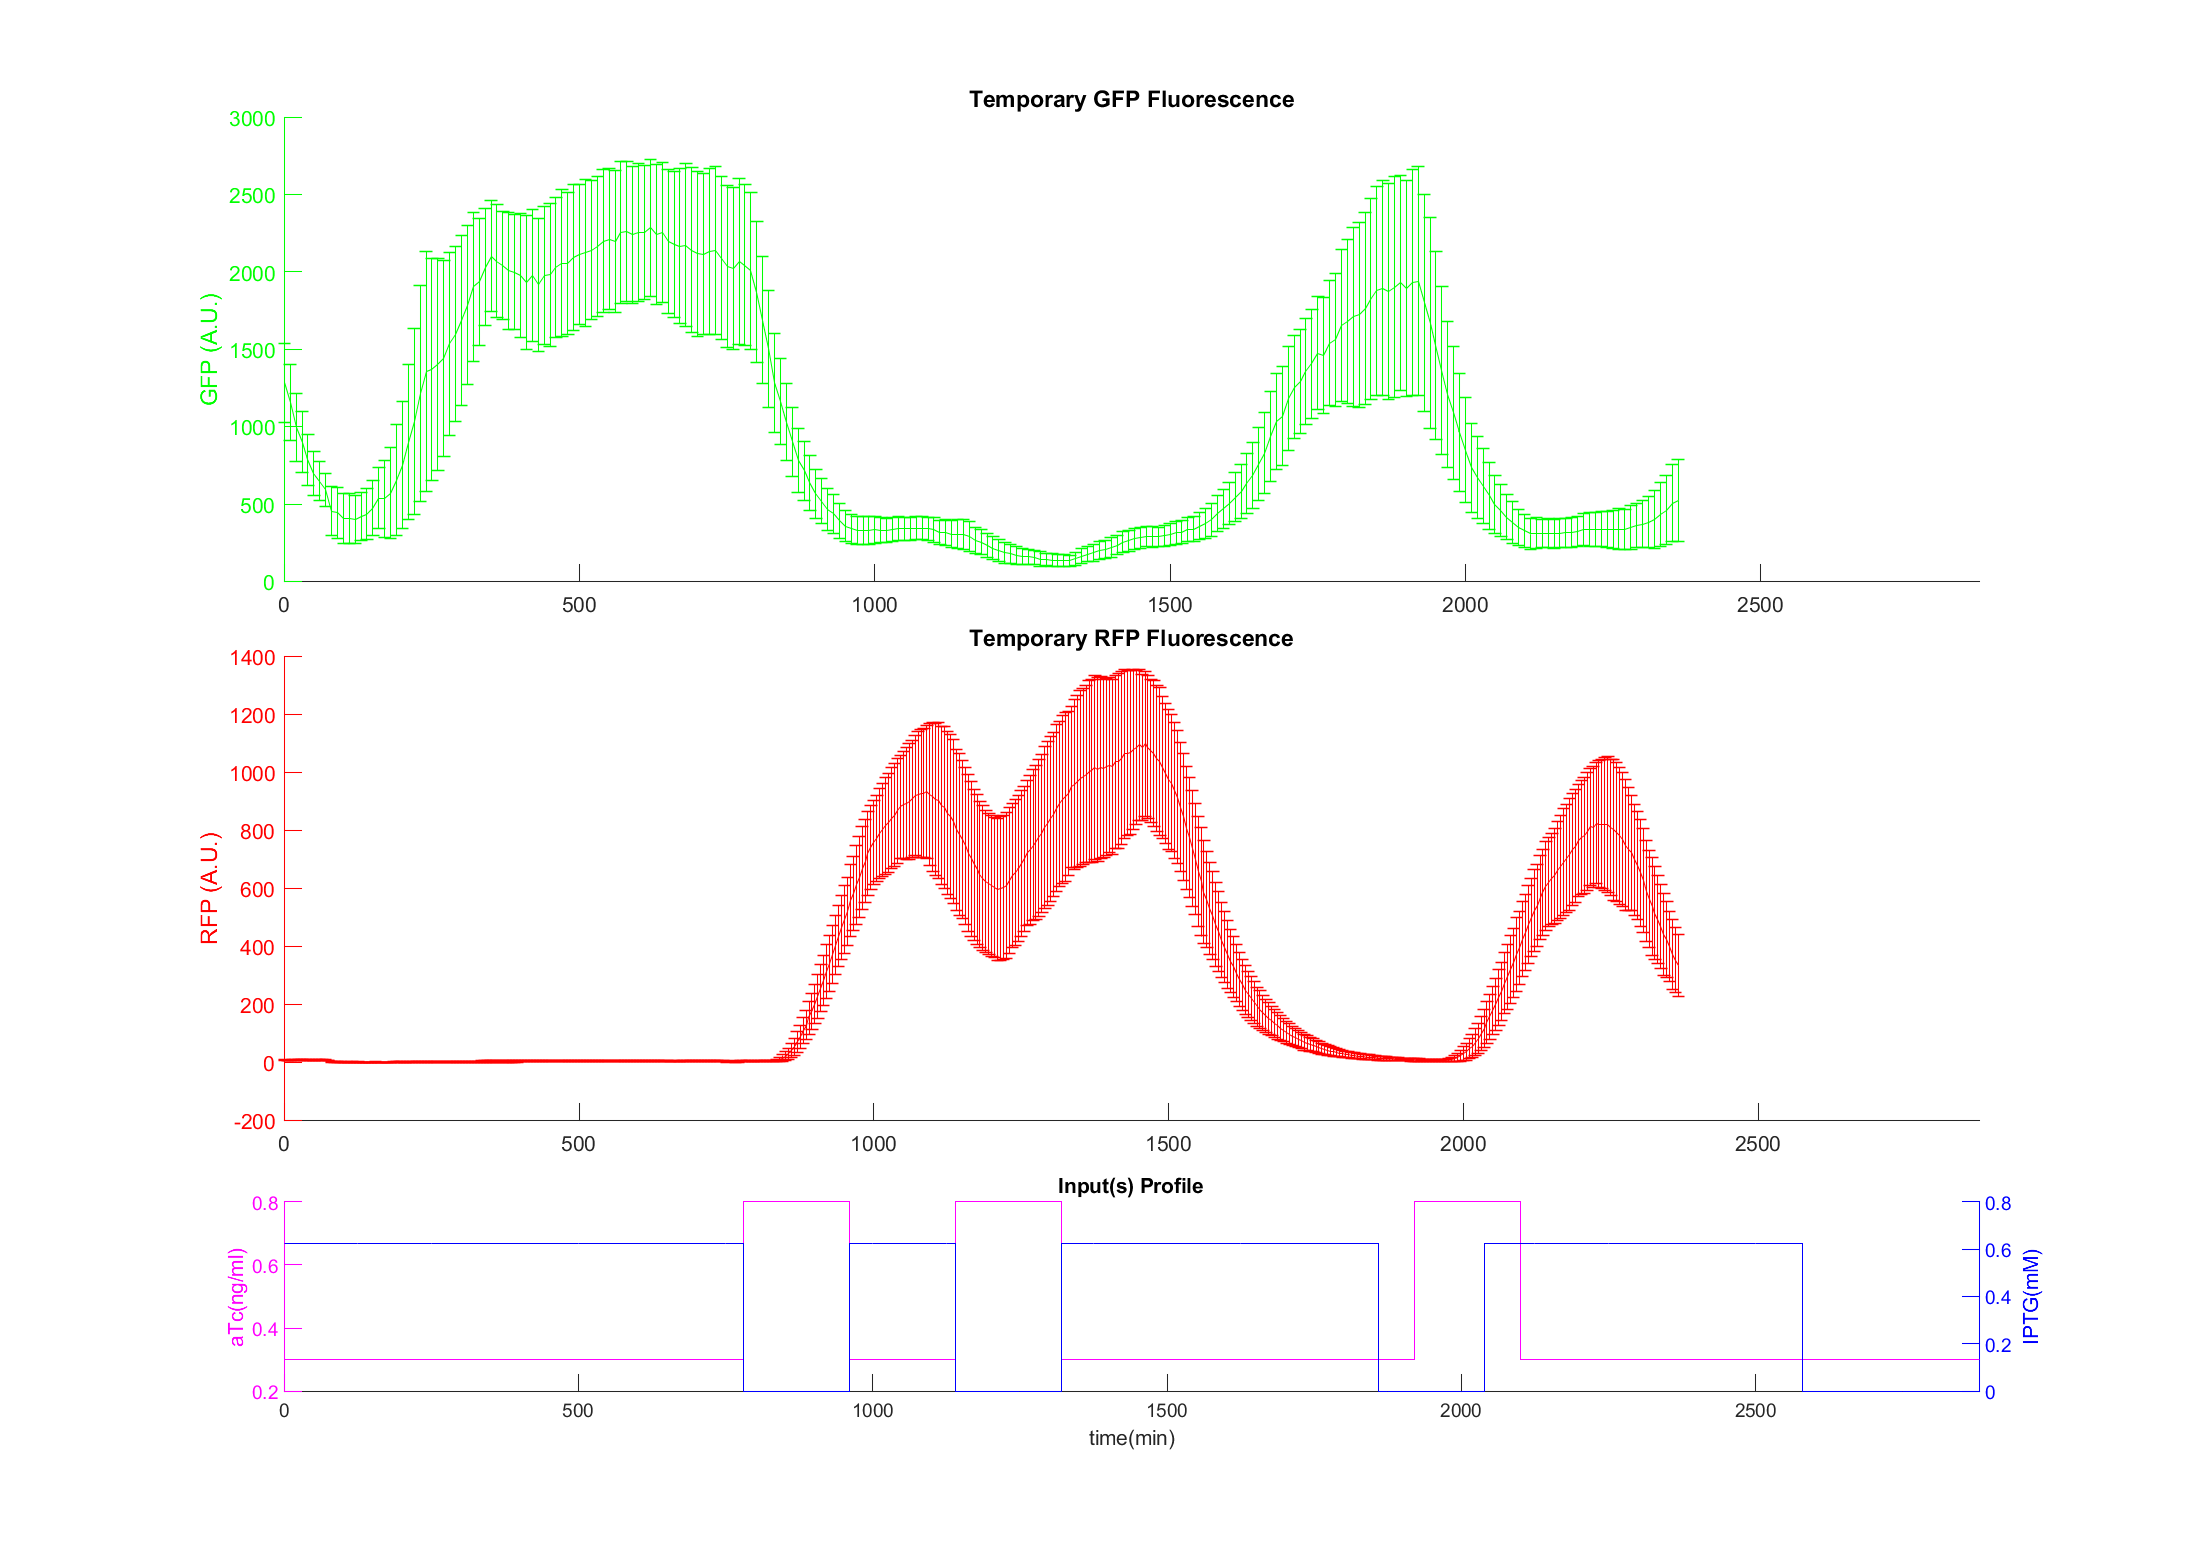 Temporary GFP Fluorescence
3000
2500
2000
1500
1000
500
0
GFP (A.U.)
0 500 1000 1500 2000 2500
Temporary RFP Fluorescence
1400
1200
1000
800
600
400
200
0
-200
RFP (A.U.)
0 500 1000 1500 2000 2500
Input(s) Profile
0.8
0.6
0.4
0.2
aTc(ng/ml)
0.8
0.6
0.4
0.2
0
IPTG(mM)
0 500 1000 1500 2000 2500
time(min)